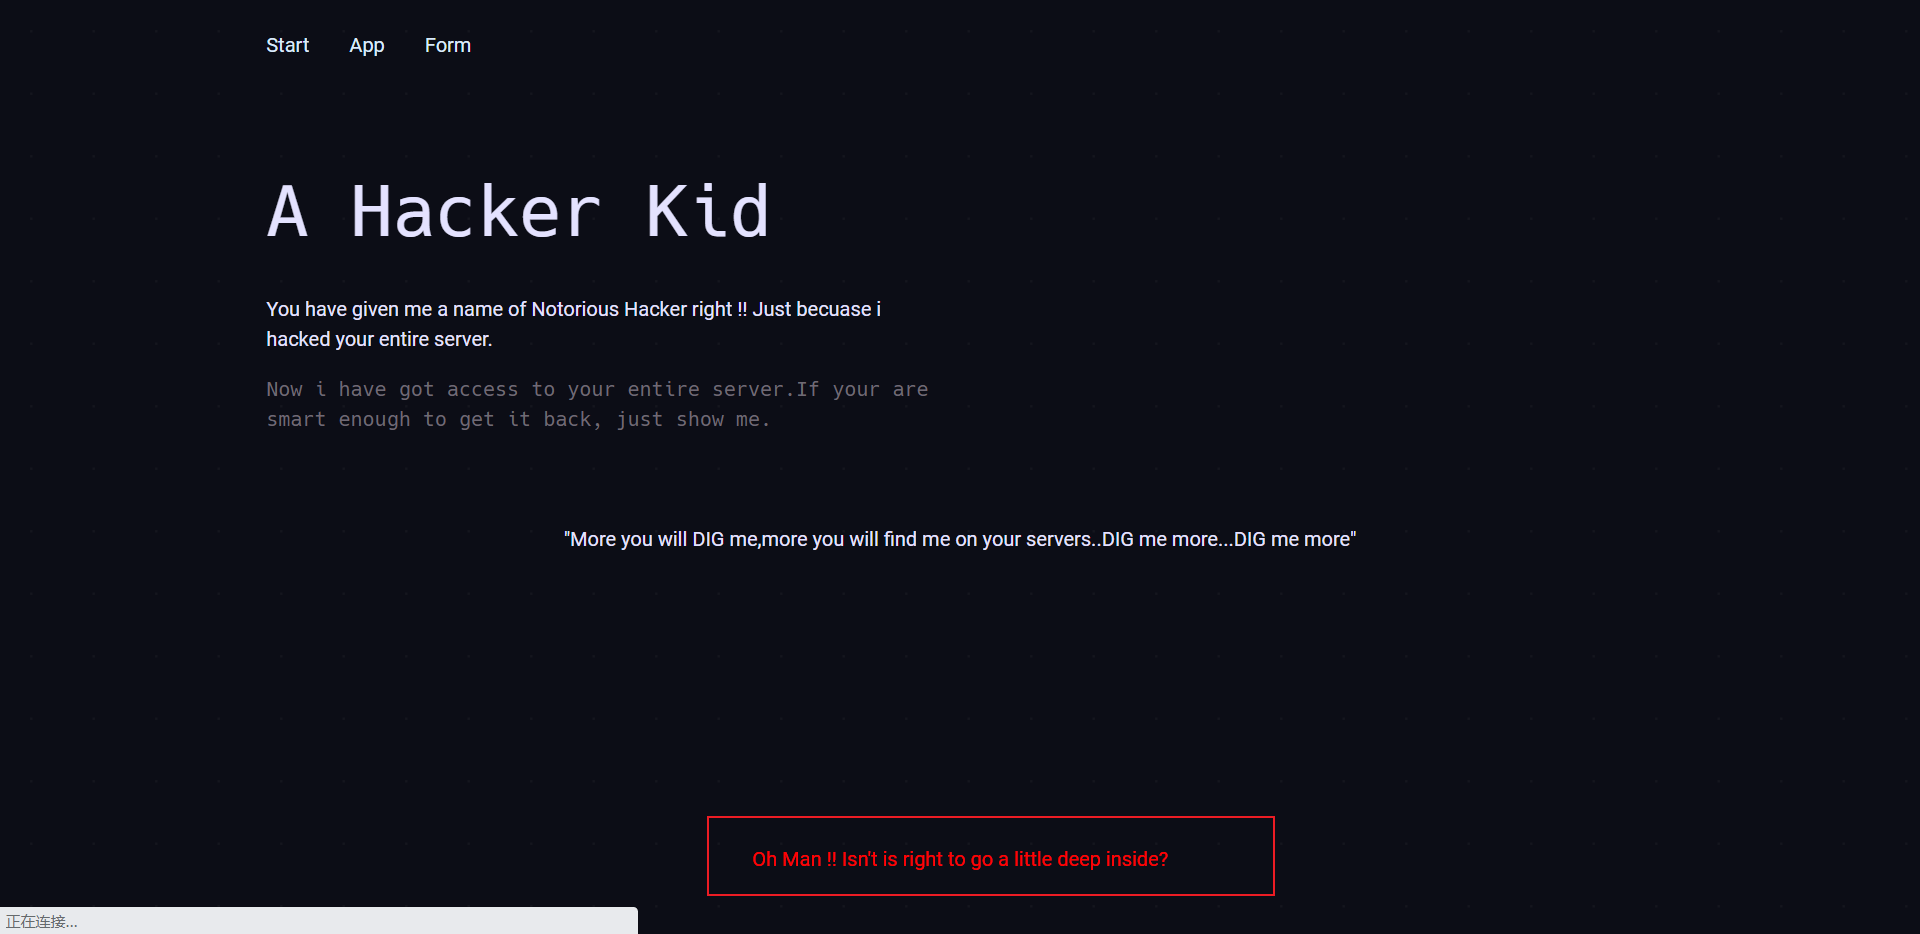 Start App Form
A Hacker Kid
You have given me a name of Notorious Hacker right !! Just becuase i
hacked your entire server.
Now i have got access to your entire server.If your are
smart enough to get it back, just show me.
"More you will DIG me,more you will find me on your servers..DIG me more...DIG me more"
Oh Man !! Isn't is right to go a little deep inside?
正在连接...